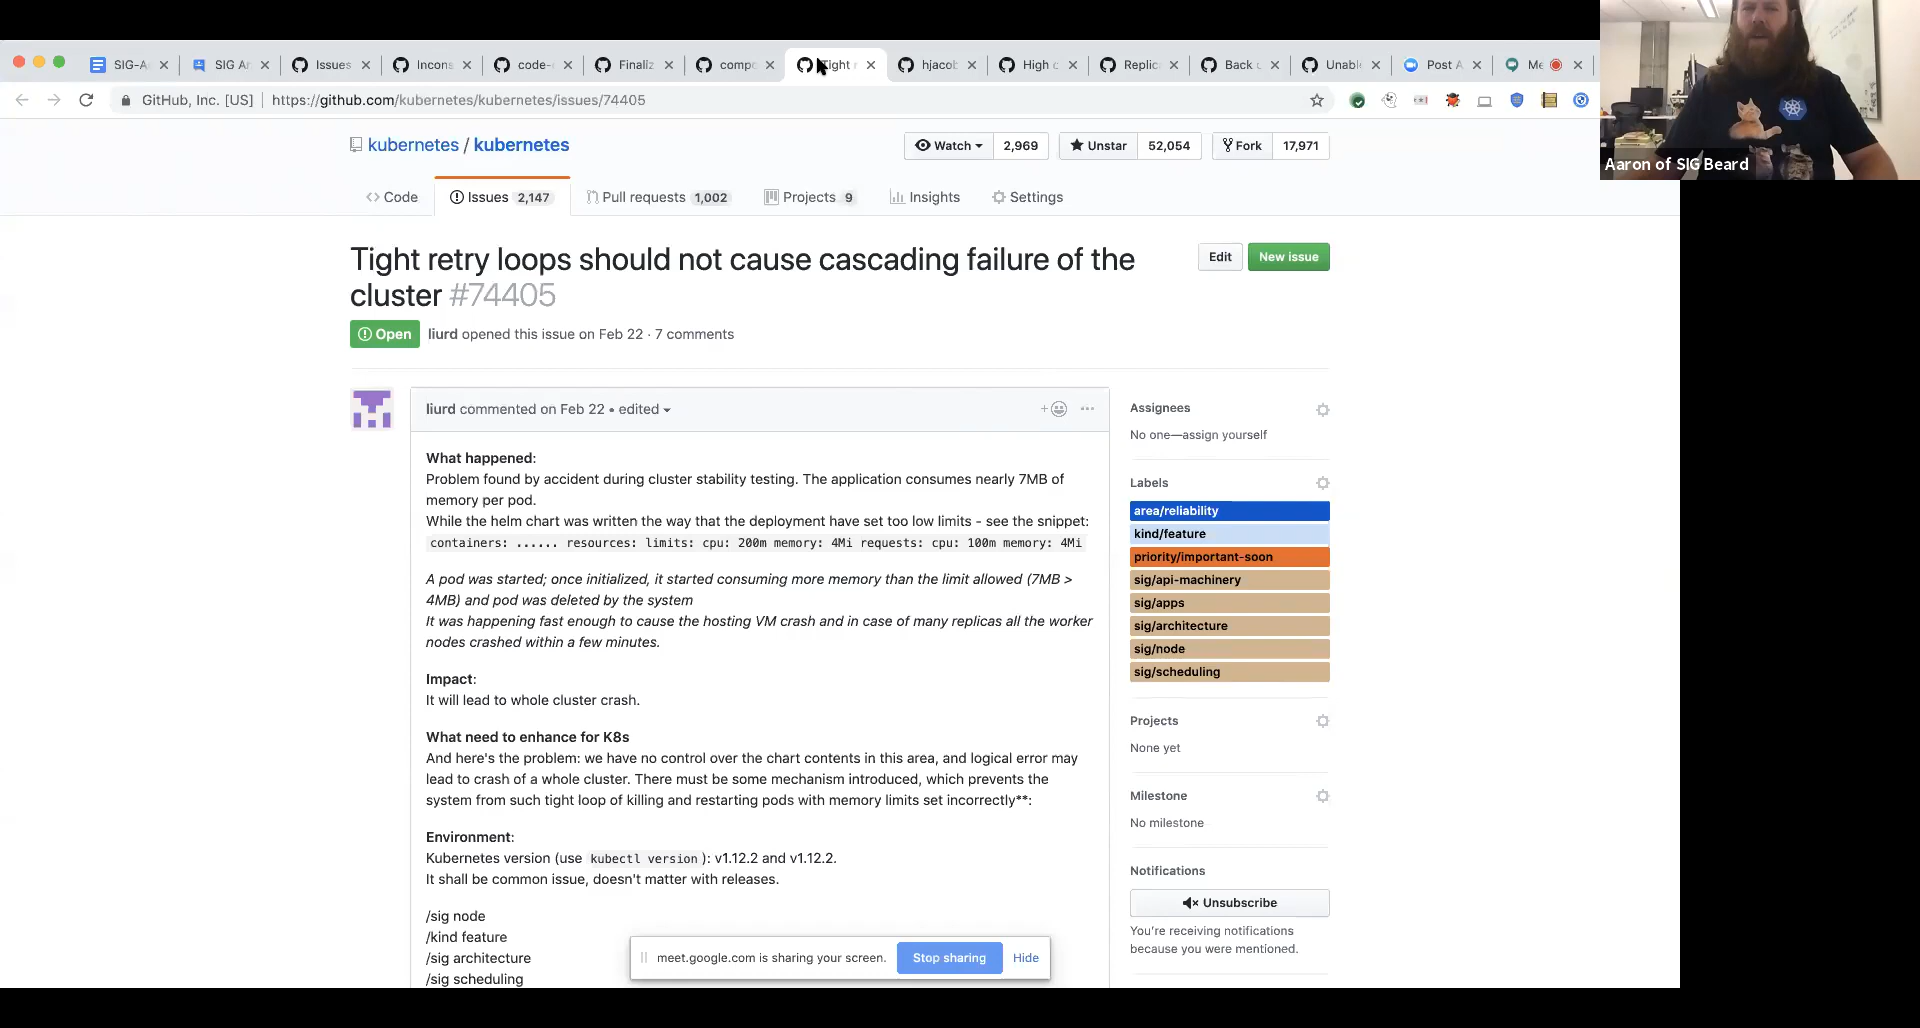 SIG-A
SIG Ar
Issues
Incons
code-
Finaliz
compo
Tight r
hjacob
High c
Replic
Back u
Unabl
Post A
Me
GitHub, Inc. [US] | https://github.com/kubernetes/kubernetes/issues/74405
kubernetes / kubernetes
Watch 2,969
Unstar 52,054
Fork 17,971
Code
Issues 2,147
Pull requests 1,002
Projects 9
Insights
Settings
Aaron of SIG Beard
Tight retry loops should not cause cascading failure of the
cluster #74405
Edit
New issue
Open
liurd opened this issue on Feb 22 · 7 comments
liurd commented on Feb 22 • edited
What happened:
Problem found by accident during cluster stability testing. The application consumes nearly 7MB of
memory per pod.
While the helm chart was written the way that the deployment have set too low limits - see the snippet:
containers: ...... resources: limits: cpu: 200m memory: 4Mi requests: cpu: 100m memory: 4Mi
A pod was started; once initialized, it started consuming more memory than the limit allowed (7MB >
4MB) and pod was deleted by the system
It was happening fast enough to cause the hosting VM crash and in case of many replicas all the worker
nodes crashed within a few minutes.
Impact:
It will lead to whole cluster crash.
What need to enhance for K8s
And here's the problem: we have no control over the chart contents in this area, and logical error may
lead to crash of a whole cluster. There must be some mechanism introduced, which prevents the
system from such tight loop of killing and restarting pods with memory limits set incorrectly**:
Environment:
Kubernetes version (use kubectl version): v1.12.2 and v1.12.2.
It shall be common issue, doesn't matter with releases.
/sig node
/kind feature
/sig architecture
/sig scheduling
Assignees
No one—assign yourself
Labels
area/reliability
kind/feature
priority/important-soon
sig/api-machinery
sig/apps
sig/architecture
sig/node
sig/scheduling
Projects
None yet
Milestone
No milestone
Notifications
Unsubscribe
You're receiving notifications
because you were mentioned.
meet.google.com is sharing your screen.
Stop sharing
Hide